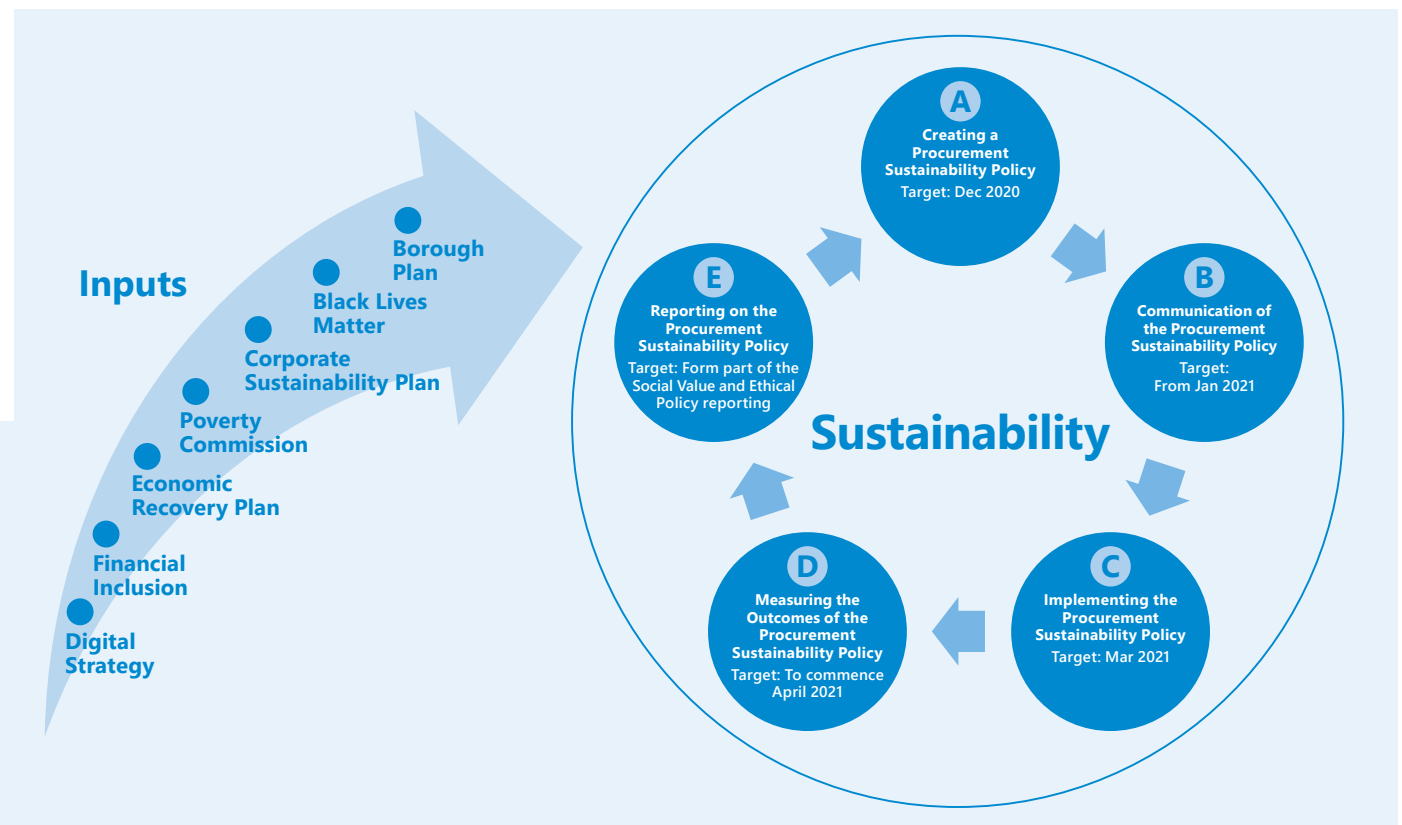 Inputs
Borough
Plan
Black Lives
Matter
Corporate
Sustainability Plan
Poverty
Commission
Economic
Recovery Plan
Financial
Inclusion
Digital
Strategy
Sustainability
A
Creating a
Procurement
Sustainability Policy
Target: Dec 2020
B
Communication of
the Procurement
Sustainability Policy
Target:
From Jan 2021
C
Implementing the
Procurement
Sustainability Policy
Target: Mar 2021
D
Measuring the
Outcomes of the
Procurement
Sustainability Policy
Target: To commence
April 2021
E
Reporting on the
Procurement
Sustainability Policy
Target: Form part of the
Social Value and Ethical
Policy reporting